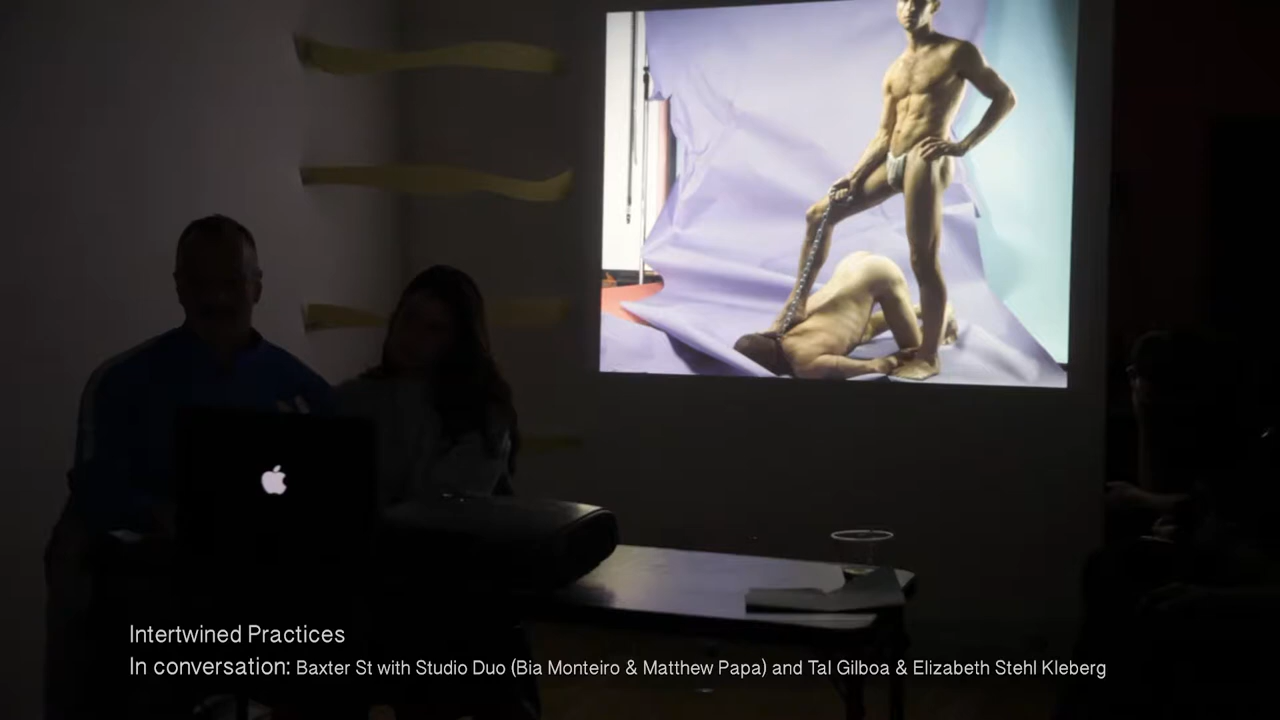 Intertwined Practices
In conversation: Baxter St with Studio Duo (Bia Monteiro & Matthew Papa) and Tal Gilboa & Elizabeth Stehl Kleberg